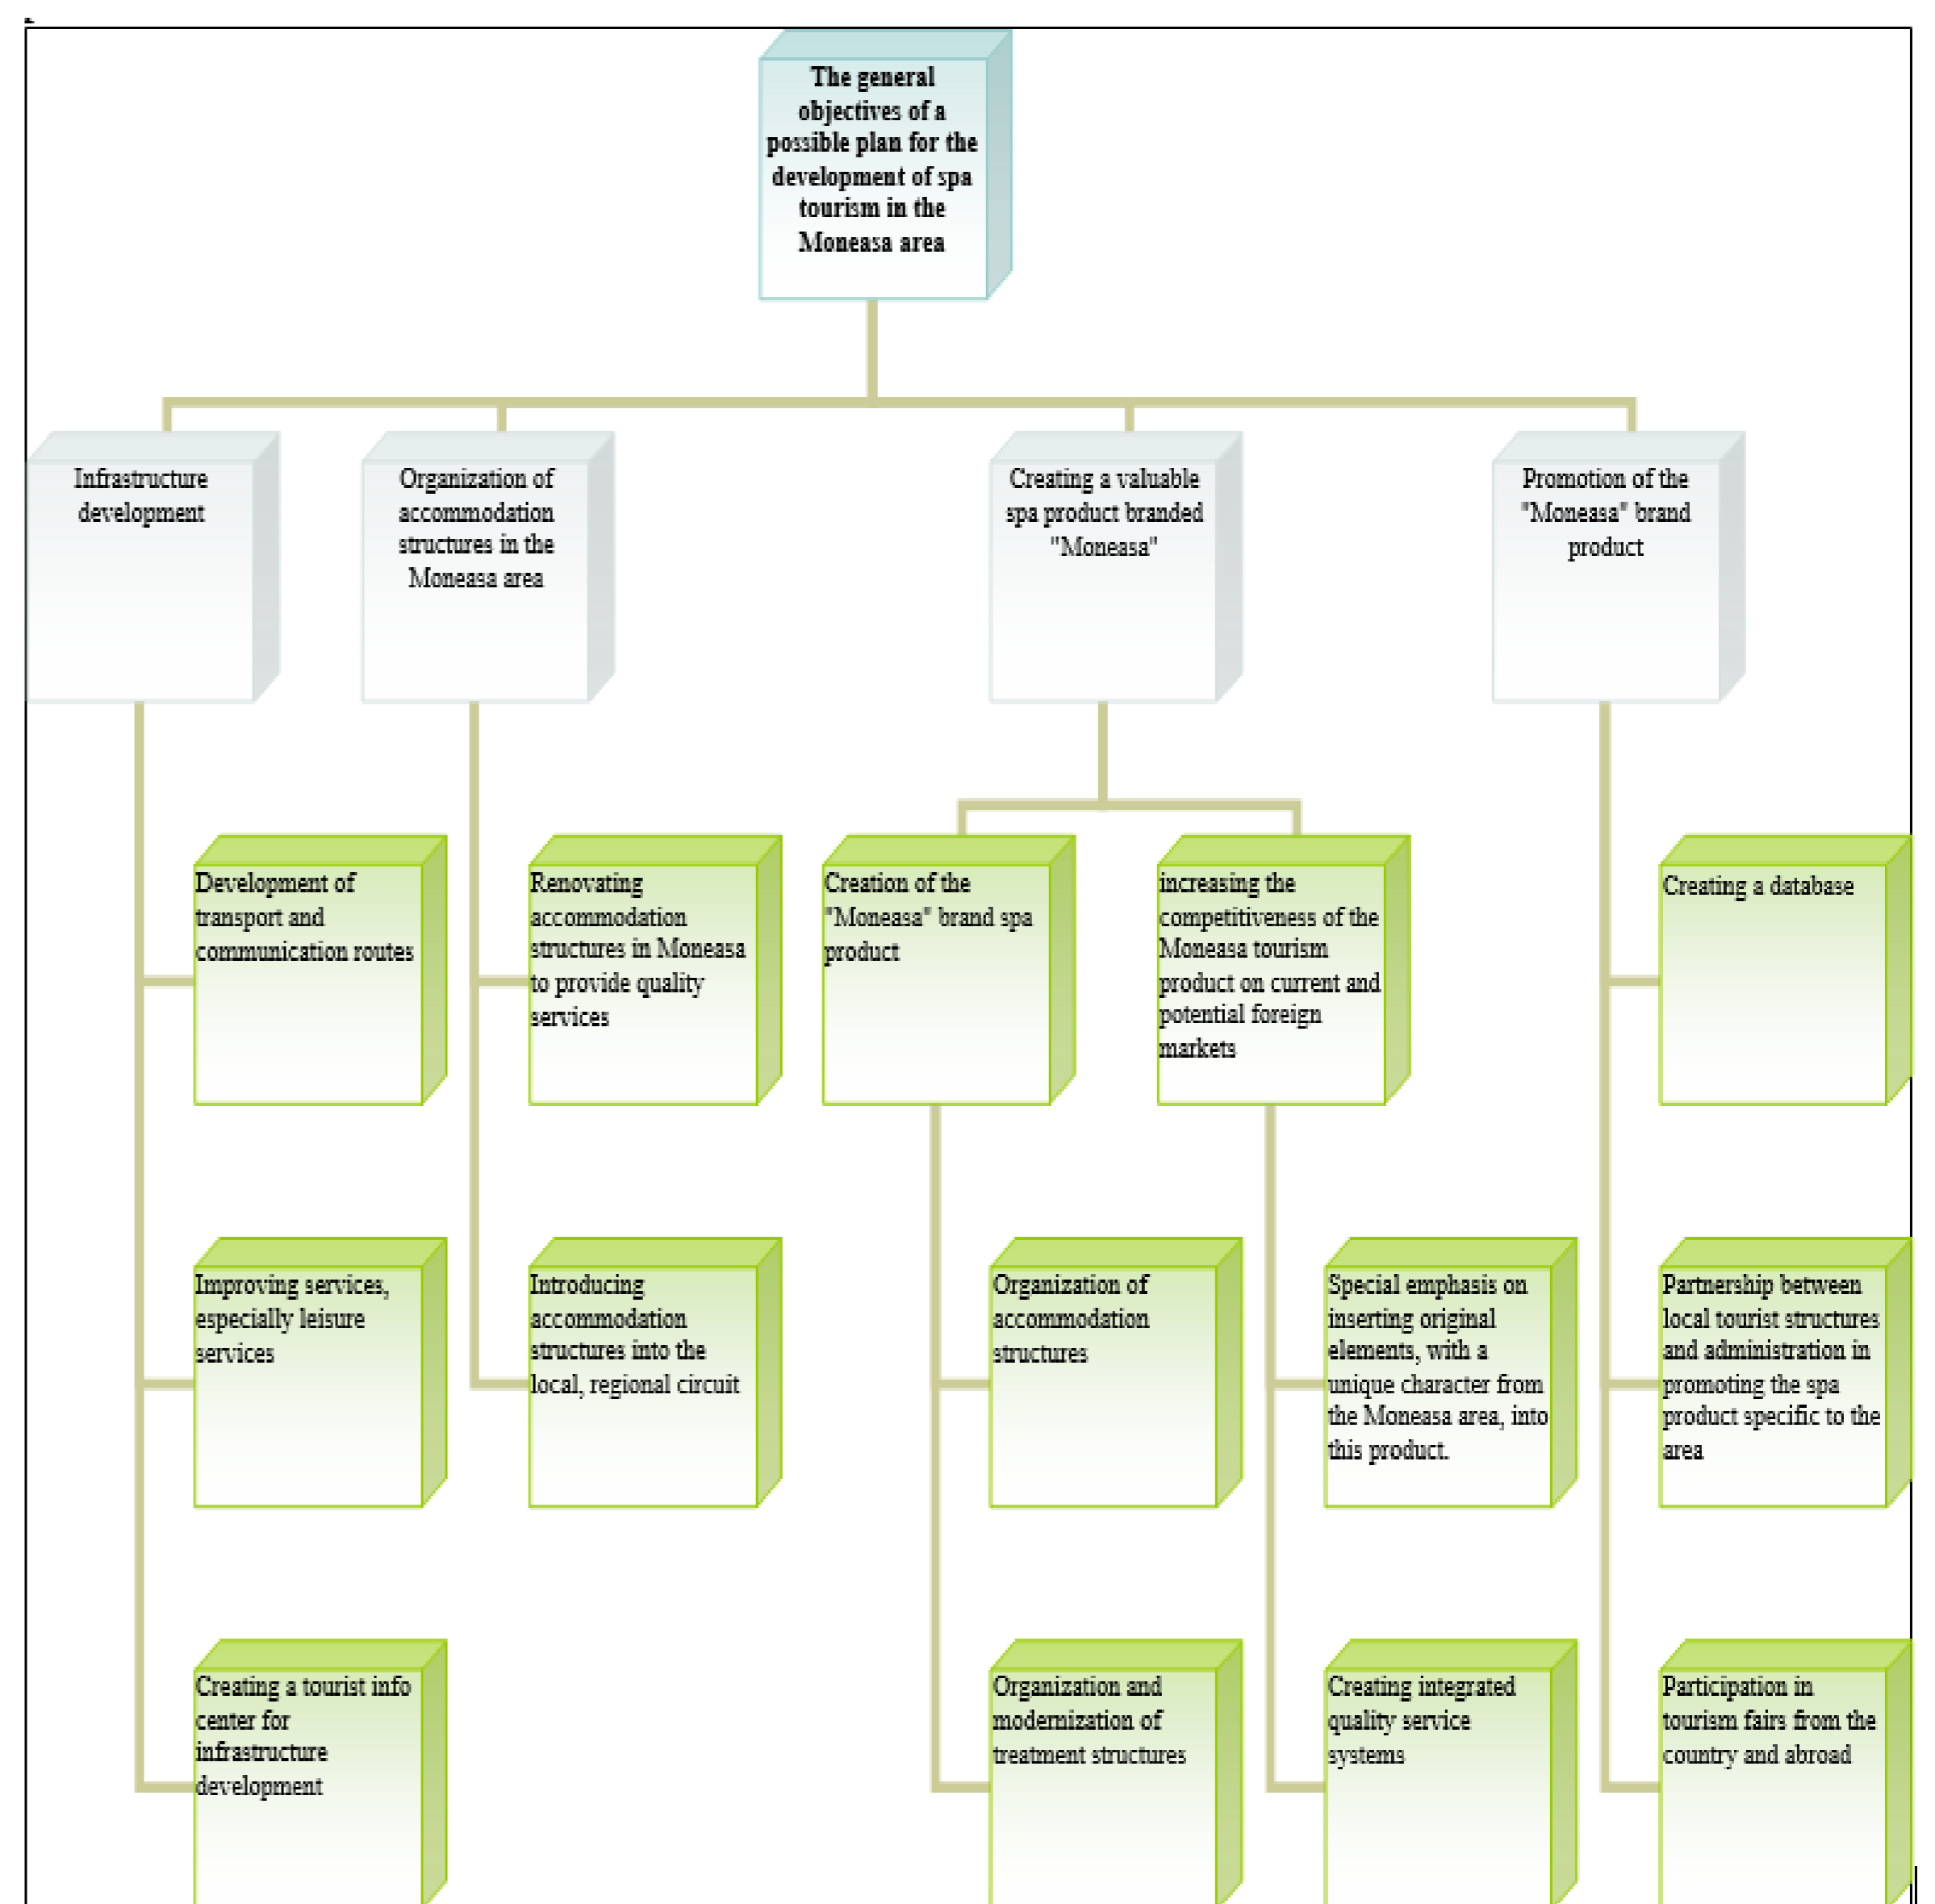 The general
objectives of a
possible plan for the
development of spa
tourism in the
Moneasa area
Infrastructure
development
Organization of
accommodation
structures in the
Moneasa area
Creating a valuable
spa product branded
"Moneasa"
Promotion of the
"Moneasa" brand
product
Development of
transport and
communication routes
Renovating
accommodation
structures in Moneasa
to provide quality
services
Creation of the
"Moneasa" brand spa
product
increasing the
competitiveness of the
Moneasa tourism
product on current and
potential foreign
markets
Creating a database
Improving services,
especially leisure
services
Introducing
accommodation
structures into the
local, regional circuit
Organization of
accommodation
structures
Special emphasis on
inserting original
elements, with a
unique character from
the Moneasa area, into
this product.
Partnership between
local tourist structures
and administration in
promoting the spa
product specific to the
area
Creating a tourist info
center for
infrastructure
development
Organization and
modernization of
treatment structures
Creating integrated
quality service
systems
Participation in
tourism fairs from the
country and abroad